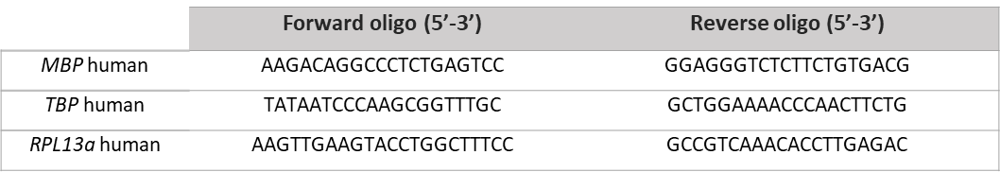 Forward oligo (5’-3’) Reverse oligo (5’-3’)
MBP human AAGACAGGCCCTCTGAGTCC GGAGGGTCTCTTCTGTGACG
TBP human TATAATCCCAAGCGGTTTGC GCTGGAAAACCCAACTTCTG
RPL13a human AAGTTGAAGTACCTGGCTTTCC GCCGTCAAACACCTTGAGAC